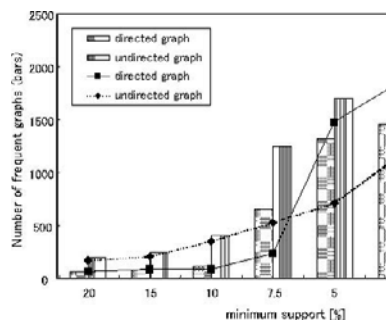 2500
2000
1500
1000
500
0
Number of frequent graphs (bars)
directed graph
undirected graph
directed graph
undirected graph
20 15 10 7.5 5
minimum support [%]